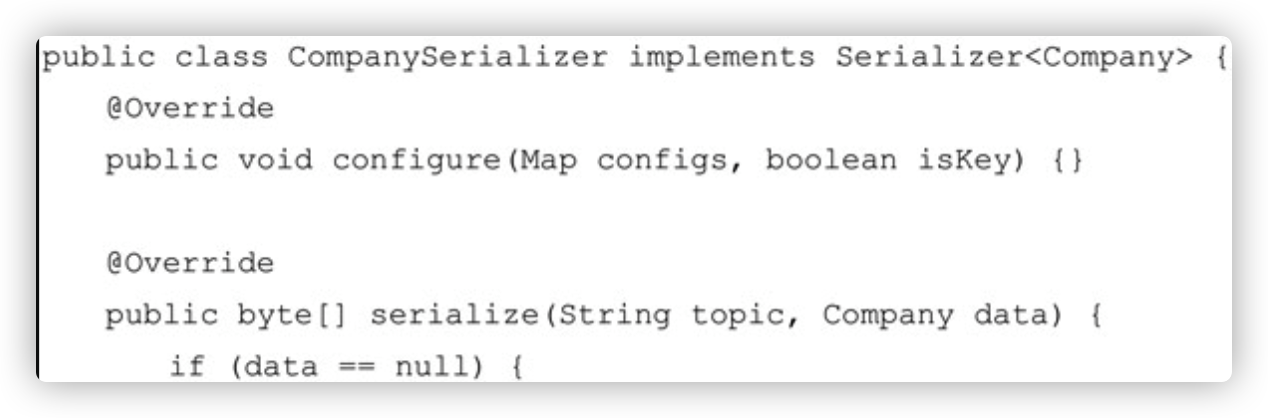 public class CompanySerializer implements Serializer<Company> {
@Override
public void configure(Map configs, boolean isKey) {}
@Override
public byte[] serialize(String topic, Company data) {
if (data == null) {